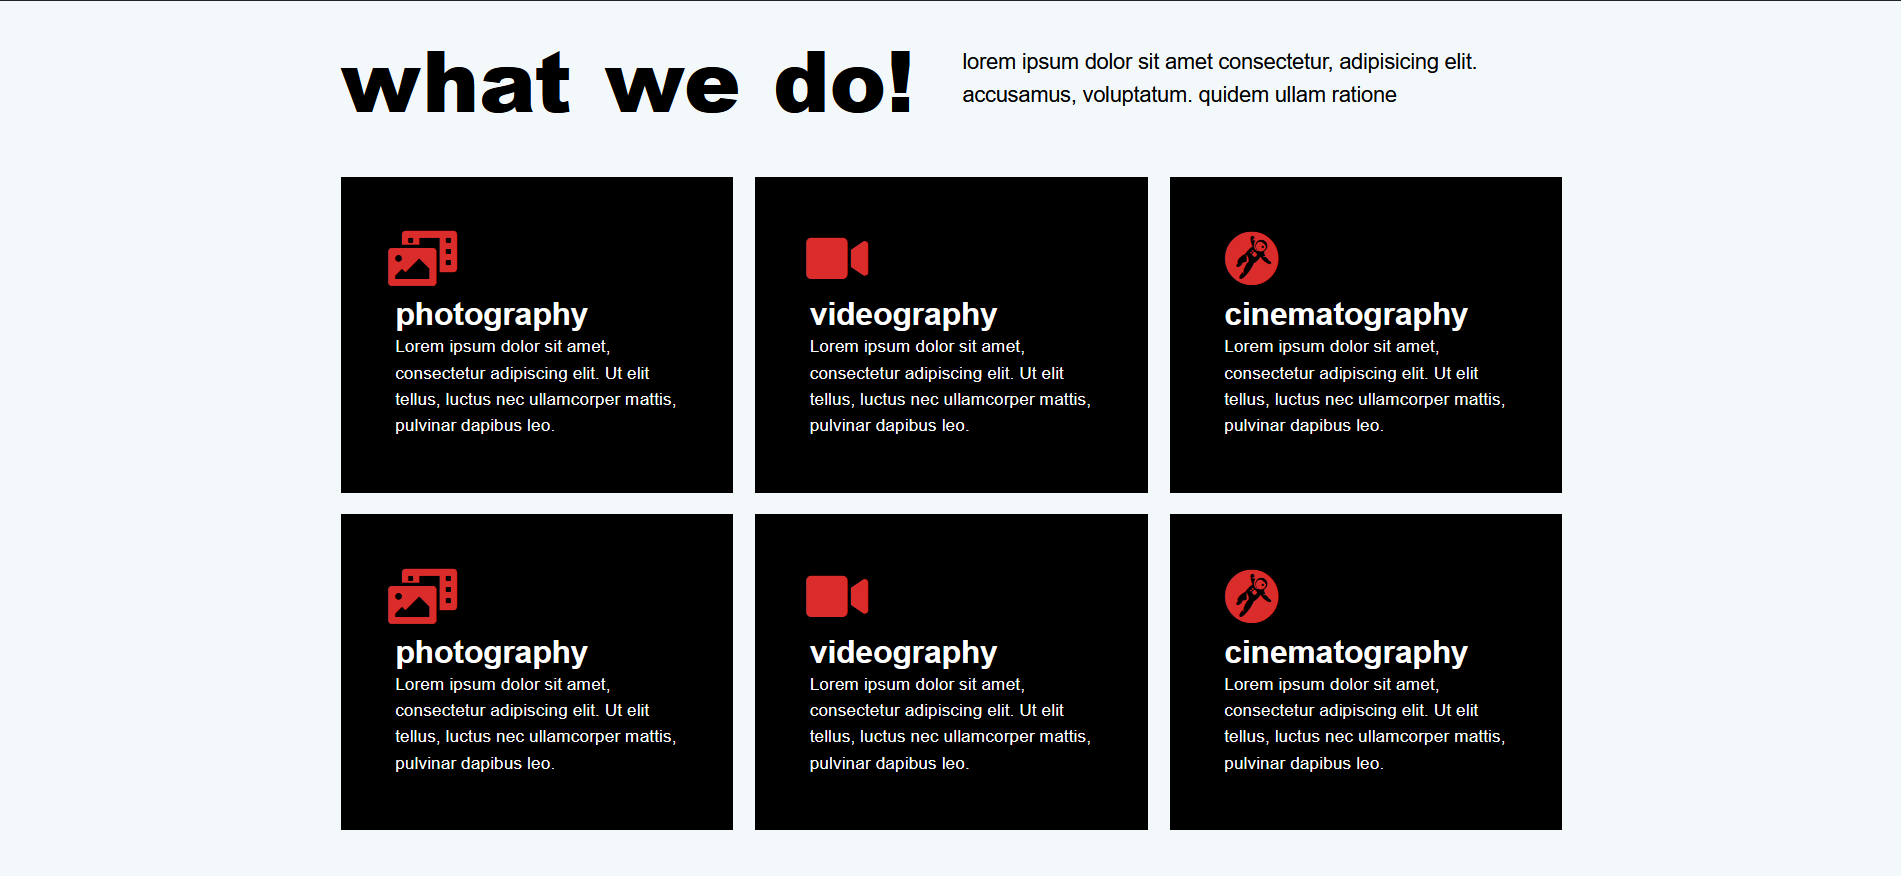 what we do!
lorem ipsum dolor sit amet consectetur, adipisicing elit.
accusamus, voluptatum. quidem ullam ratione
photography
Lorem ipsum dolor sit amet,
consectetur adipiscing elit. Ut elit
tellus, luctus nec ullamcorper mattis,
pulvinar dapibus leo.
videography
Lorem ipsum dolor sit amet,
consectetur adipiscing elit. Ut elit
tellus, luctus nec ullamcorper mattis,
pulvinar dapibus leo.
cinematography
Lorem ipsum dolor sit amet,
consectetur adipiscing elit. Ut elit
tellus, luctus nec ullamcorper mattis,
pulvinar dapibus leo.
photography
Lorem ipsum dolor sit amet,
consectetur adipiscing elit. Ut elit
tellus, luctus nec ullamcorper mattis,
pulvinar dapibus leo.
videography
Lorem ipsum dolor sit amet,
consectetur adipiscing elit. Ut elit
tellus, luctus nec ullamcorper mattis,
pulvinar dapibus leo.
cinematography
Lorem ipsum dolor sit amet,
consectetur adipiscing elit. Ut elit
tellus, luctus nec ullamcorper mattis,
pulvinar dapibus leo.